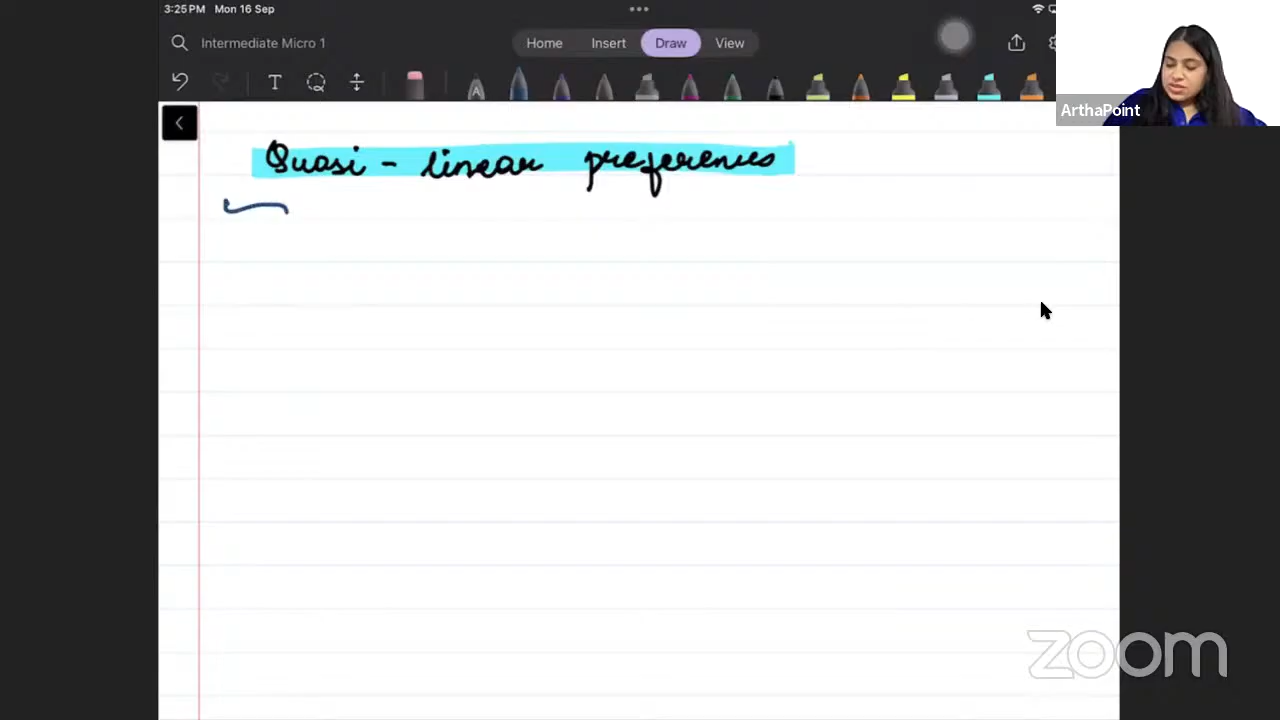 3:25 PM Mon 16 Sep
Intermediate Micro 1
Home Insert Draw View
T
A
ArthaPoint
Quasi - linear preferences
zoom